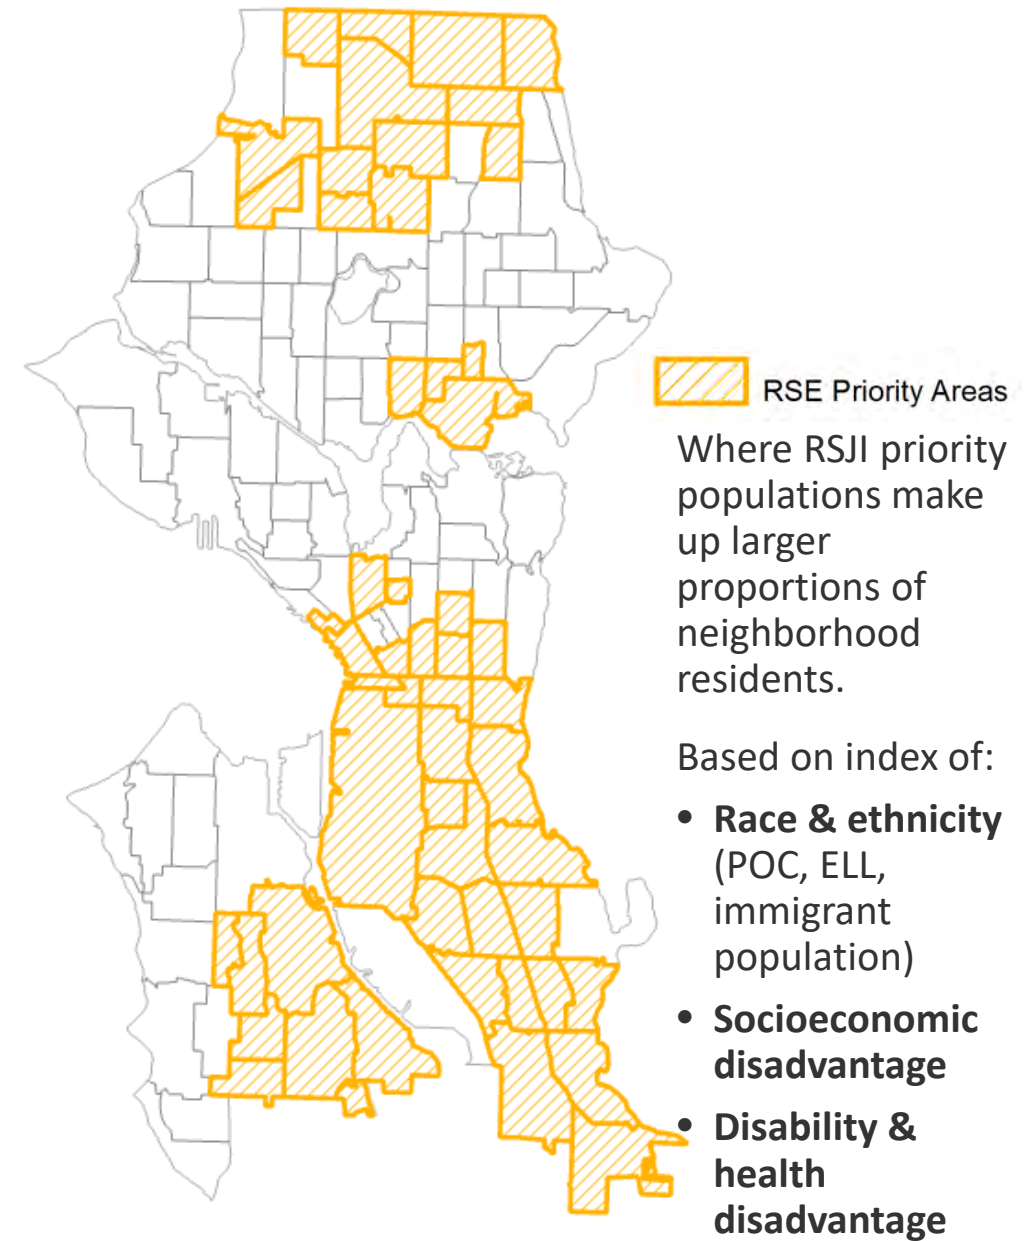 RSE Priority Areas
Where RSJI priority
populations make
up larger
proportions of
neighborhood
residents.
Based on index of:
• Race & ethnicity
(POC, ELL,
immigrant
population)
• Socioeconomic
disadvantage
• Disability &
health
disadvantage